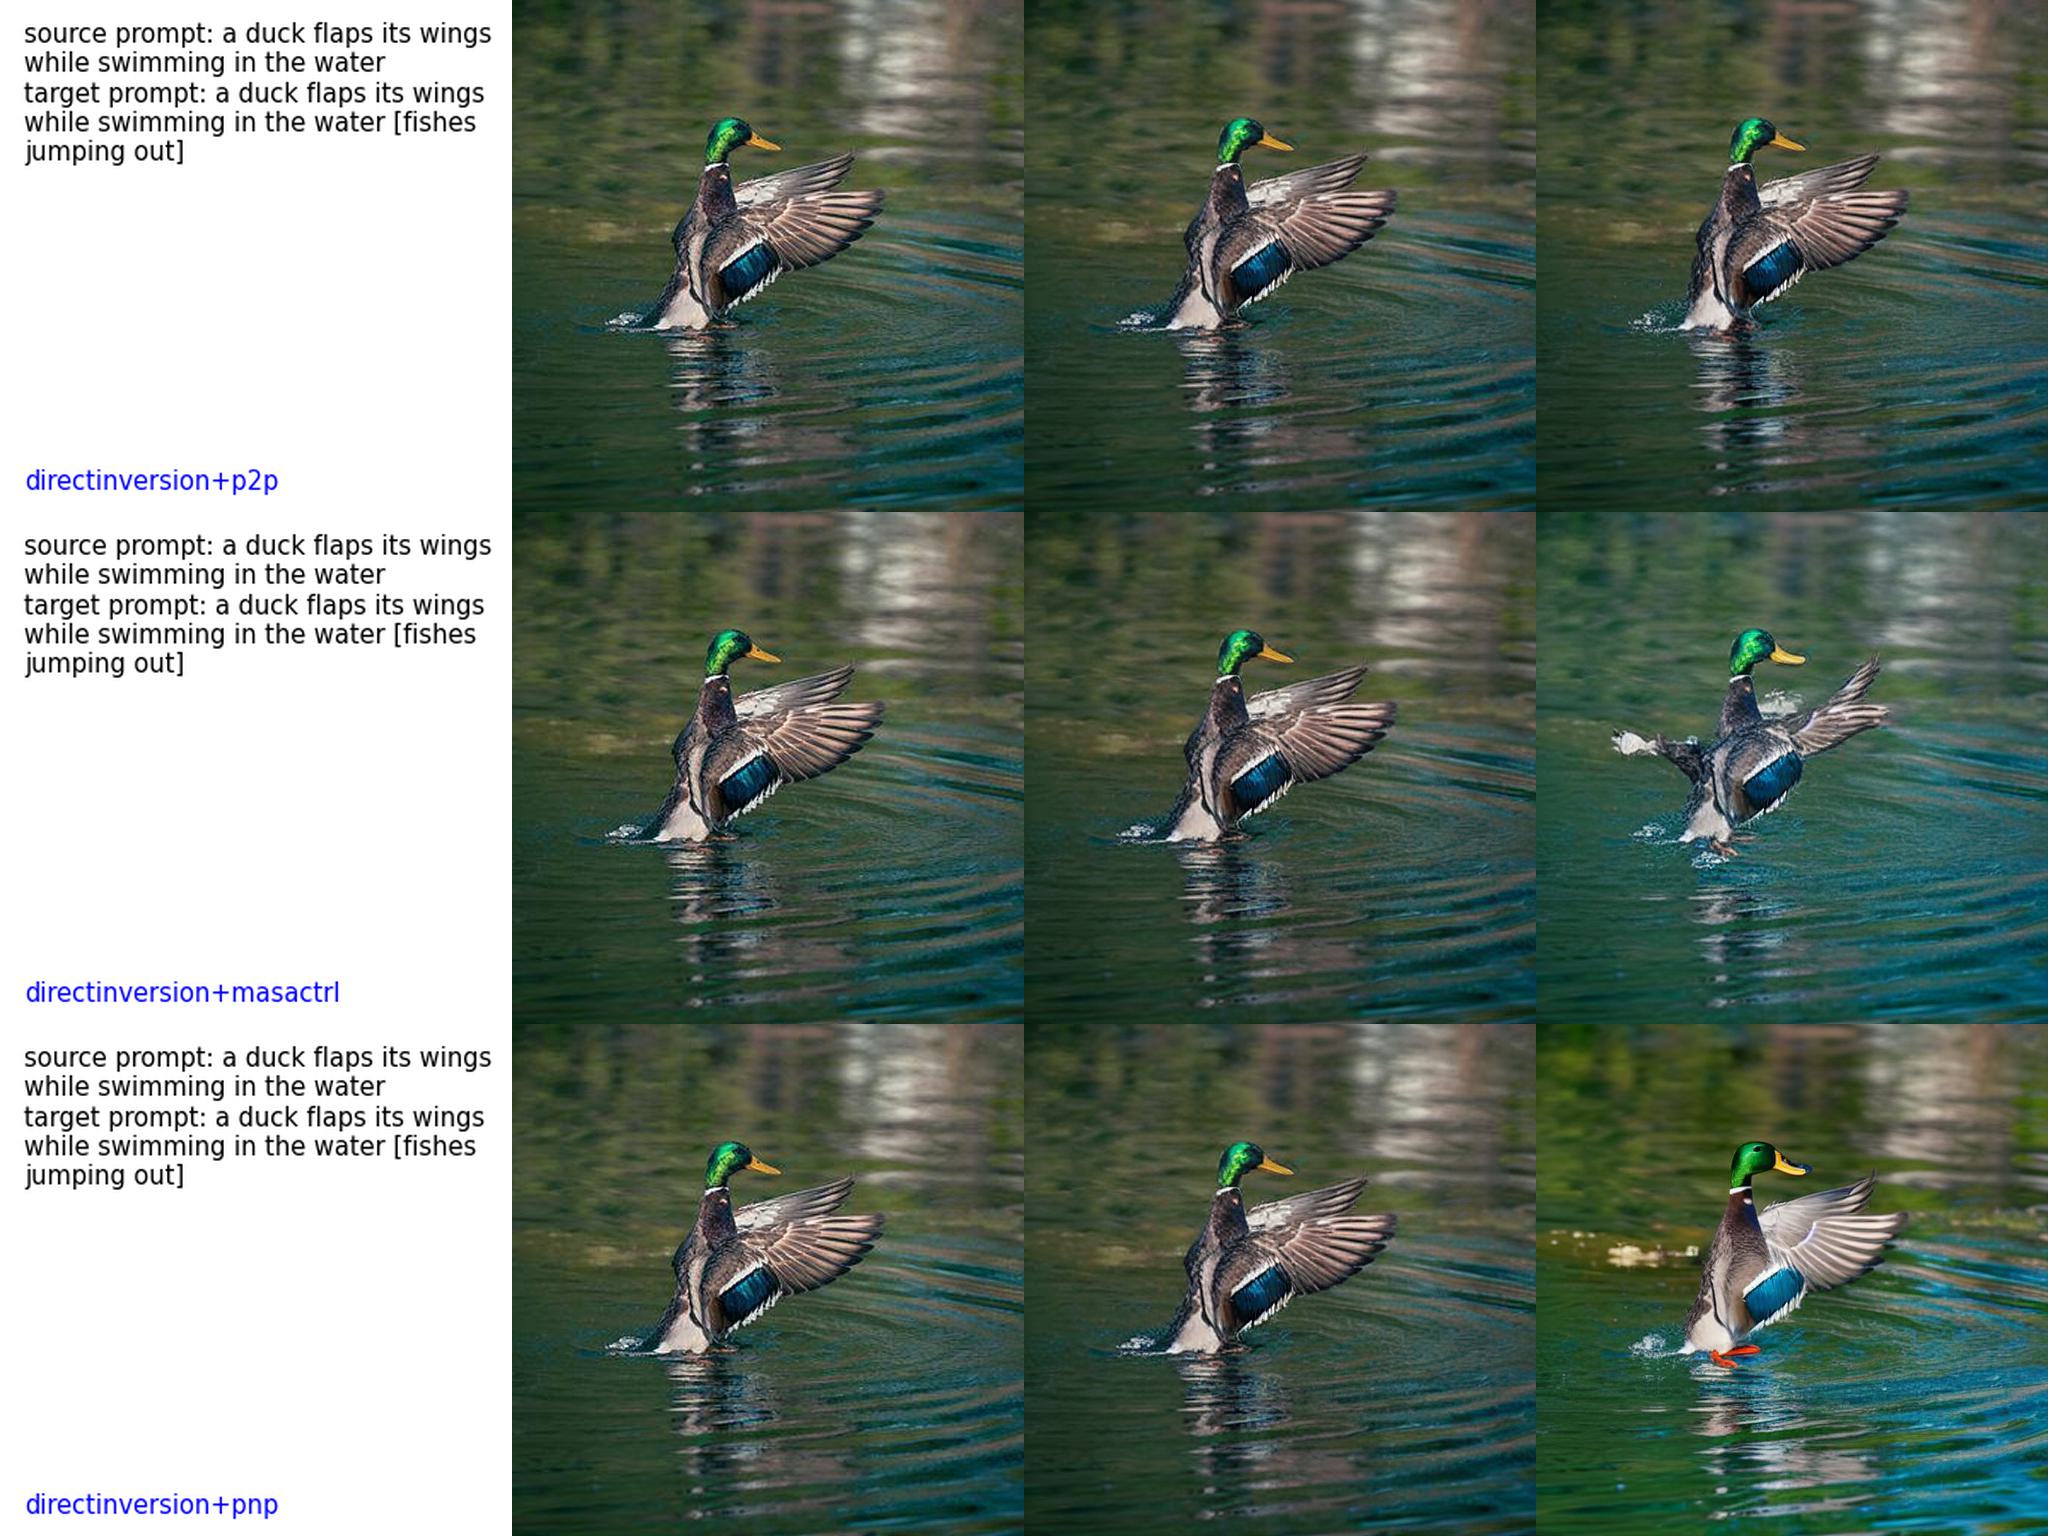 source prompt: a duck flaps its wings
while swimming in the water
target prompt: a duck flaps its wings
while swimming in the water [fishes
jumping out]
directinversion+p2p
source prompt: a duck flaps its wings
while swimming in the water
target prompt: a duck flaps its wings
while swimming in the water [fishes
jumping out]
directinversion+masactrl
source prompt: a duck flaps its wings
while swimming in the water
target prompt: a duck flaps its wings
while swimming in the water [fishes
jumping out]
directinversion+pnp